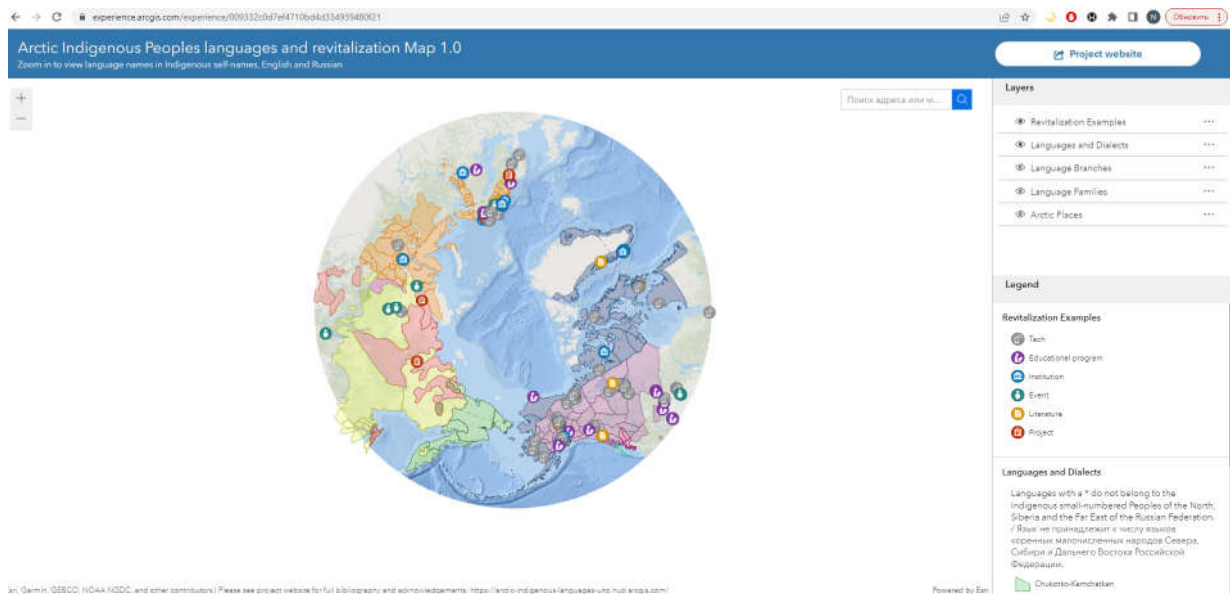 experience.arcgis.com/experience/009332c0d7ef4710bd4d334939480f21
Обновить
Arctic Indigenous Peoples languages and revitalization Map 1.0
Zoom in to view language names in Indigenous self-names, English and Russian
Project website
Поиск адреса или м...
Layers
Revitalization Examples
Languages and Dialects
Language Branches
Language Families
Arctic Places
Legend
Revitalization Examples
Tech
Educational program
Institution
Event
Literature
Project
Languages and Dialects
Languages with a * do not belong to the
Indigenous small-numbered Peoples of the North,
Siberia and the Far East of the Russian Federation.
/ Язык не принадлежит к числу языков
коренных малочисленных народов Севера,
Сибири и Дальнего Востока Российской
Федерации.
Chukotko-Kamchatkan
Garmin, GEBCO, NOAA NGDC, and other contributors | Please see project website for full bibliography and acknowledgements: https://arctic-indigenous-languages-uito.hub.arcgis.com/
Powered by Esri